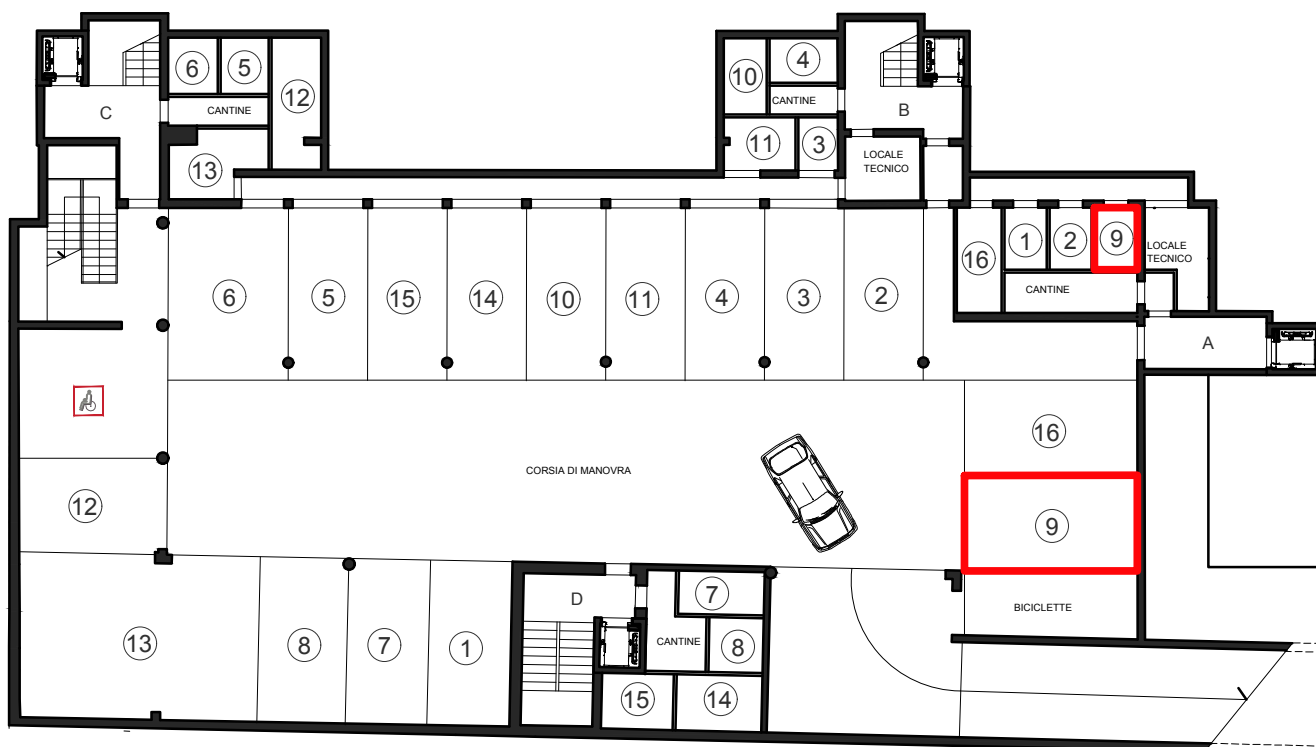 6
5
12
C
CANTINE
13
4
10
CANTINE
B
11
3
LOCALE
TECNICO
16
1
2
9
LOCALE
TECNICO
CANTINE
A
6
5
15
14
10
11
4
3
2
16
CORSIA DI MANOVRA
12
9
13
8
7
1
D
7
CANTINE
8
15
14
BICICLETTE